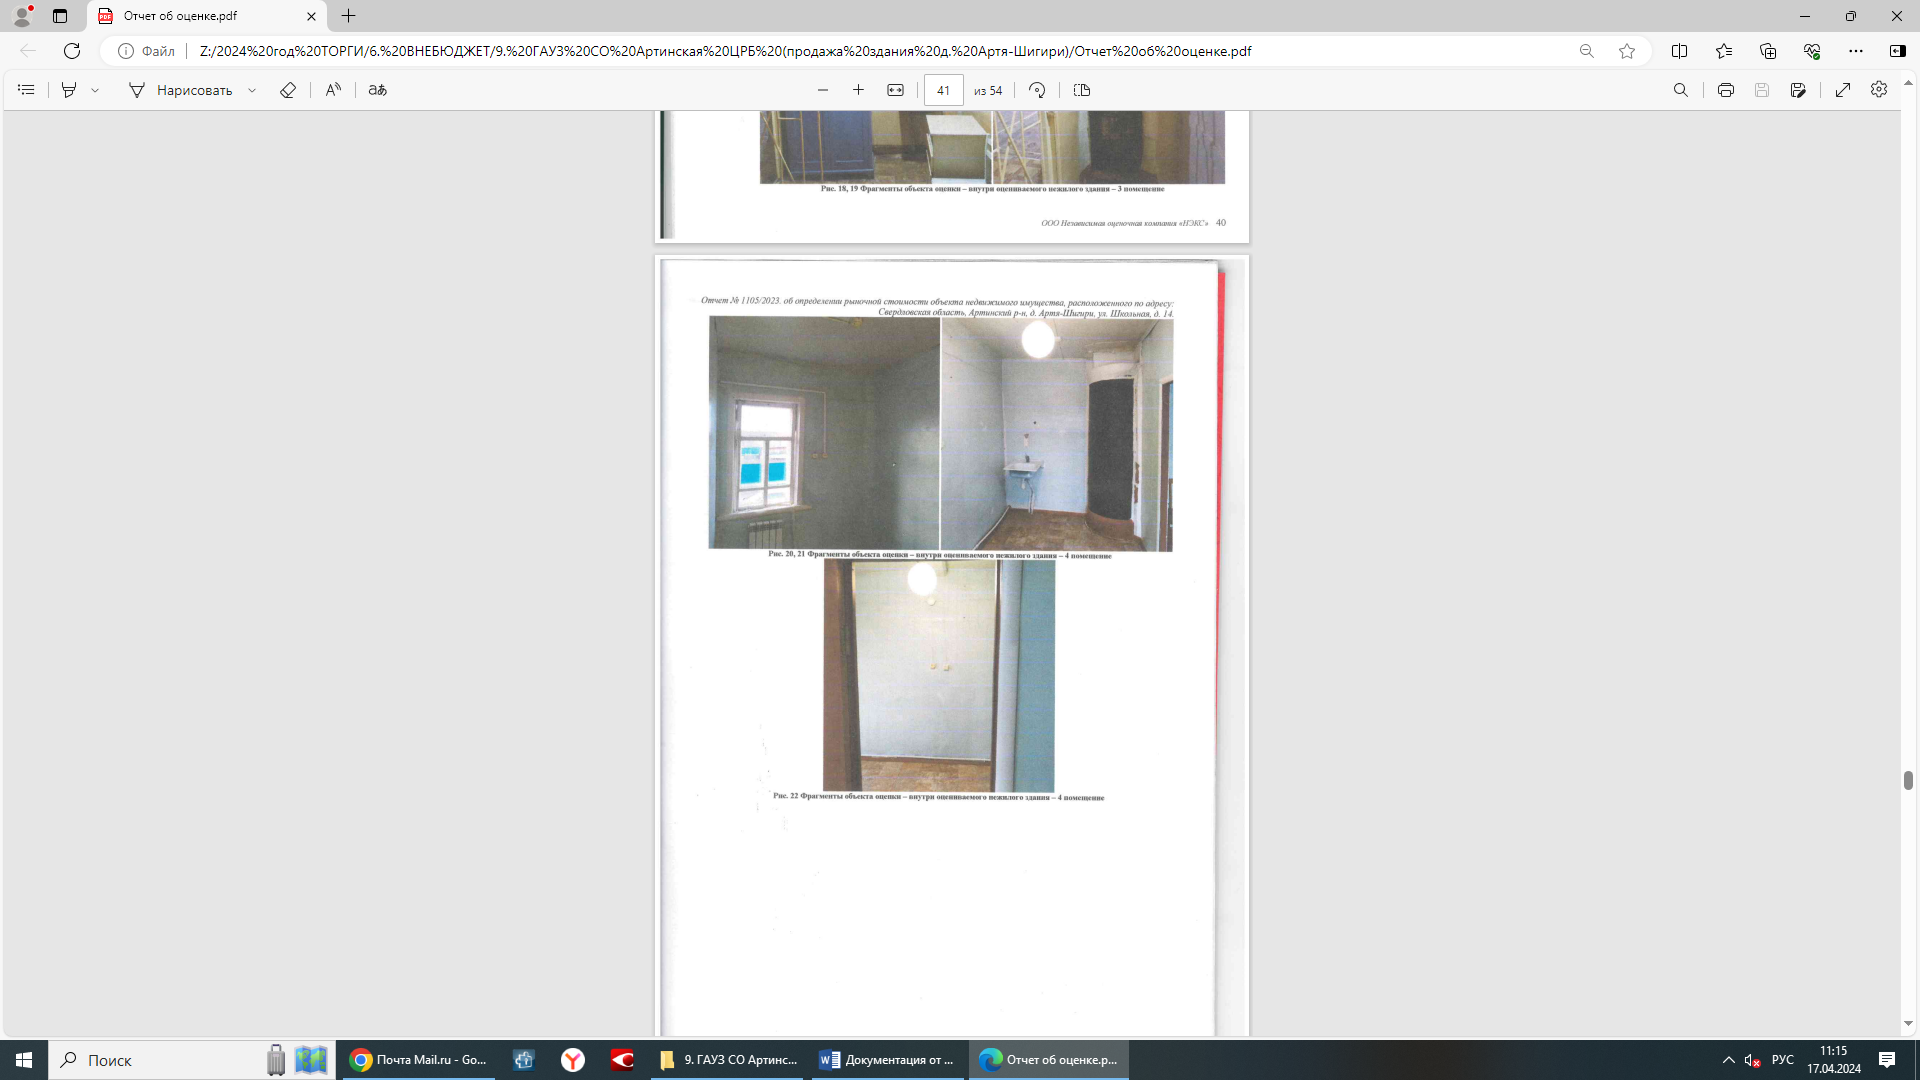 Отчет об оценке.pdf
Файл
Z:/2024%20год%20ТОРГИ/6.%20ВНЕБЮДЖЕТ/9.%20ГАУЗ%20СО%20Артинская%20ЦРБ%20(продажа%20здания%20д.%20Артя-Шигири)/Отчет%20об%20оценке.pdf
Нарисовать
аあ
41 из 54
Рис. 18, 19 Фрагменты объекта оценки – внутри оцениваемого нежилого здания – 3 помещение
ООО Независимая оценочная компания «НЭКС» 40
Отчет № 1105/2023. об определении рыночной стоимости объекта недвижимого имущества, расположенного по адресу:
Свердловская область, Артинский р-н, д. Артя-Шигири, ул. Школьная, д. 14.
Рис. 20, 21 Фрагменты объекта оценки – внутри оцениваемого нежилого здания – 4 помещение
Рис. 22 Фрагменты объекта оценки – внутри оцениваемого нежилого здания – 4 помещение
Поиск
Почта Mail.ru - Go...
9. ГАУЗ СО Артинс...
Документация от ...
Отчет об оценке.p...
РУС
11:15
17.04.2024